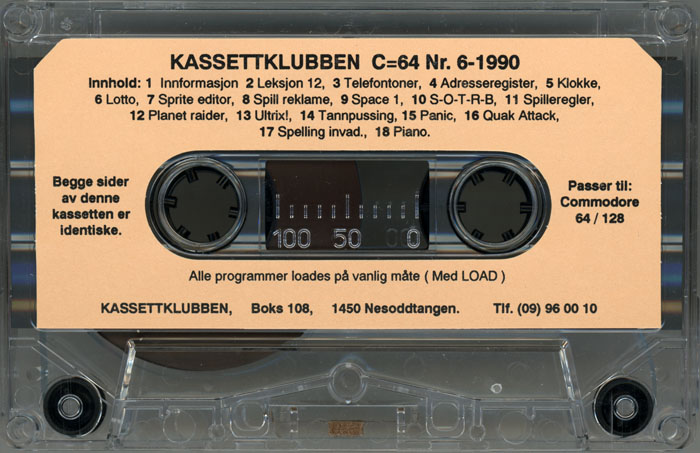 KASSETTKLUBBEN C=64 Nr. 6-1990
Innhold: 1 Innformasjon 2 Leksjon 12, 3 Telefontoner, 4 Adresseregister, 5 Klokke,
6 Lotto, 7 Sprite editor, 8 Spill reklame, 9 Space 1, 10 S-O-T-R-B, 11 Spilleregler,
12 Planet raider, 13 Ultrix!, 14 Tannpussing, 15 Panic, 16 Quak Attack,
17 Spelling invad., 18 Piano.
Begge sider
av denne
kassetten er
identiske.
100 50 0
Passer til:
Commodore
64 / 128
Alle programmer loades på vanlig måte ( Med LOAD )
KASSETTKLUBBEN, Boks 108, 1450 Nesoddtangen. Tlf. (09) 96 00 10